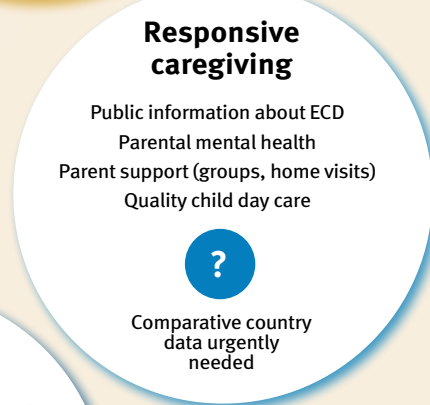 Responsive
caregiving
Public information about ECD
Parental mental health
Parent support (groups, home visits)
Quality child day care
?
Comparative country
data urgently
needed